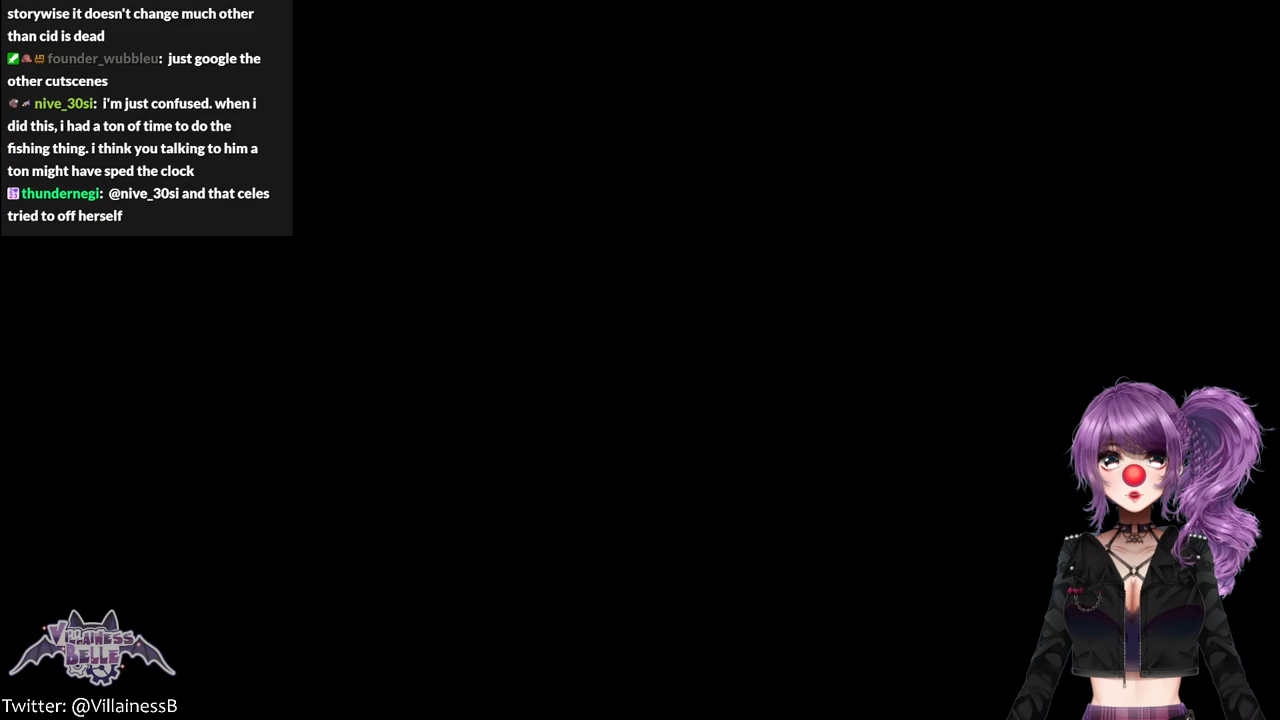 storywise it doesn't change much other
than cid is dead
founder_wubbleu: just google the
other cutscenes
nive_30si: i'm just confused. when i
did this, i had a ton of time to do the
fishing thing. i think you talking to him a
ton might have sped the clock
thundernegi: @nive_30si and that celes
tried to off herself
VILLAINESS
BELLE
Twitter: @VillainessB